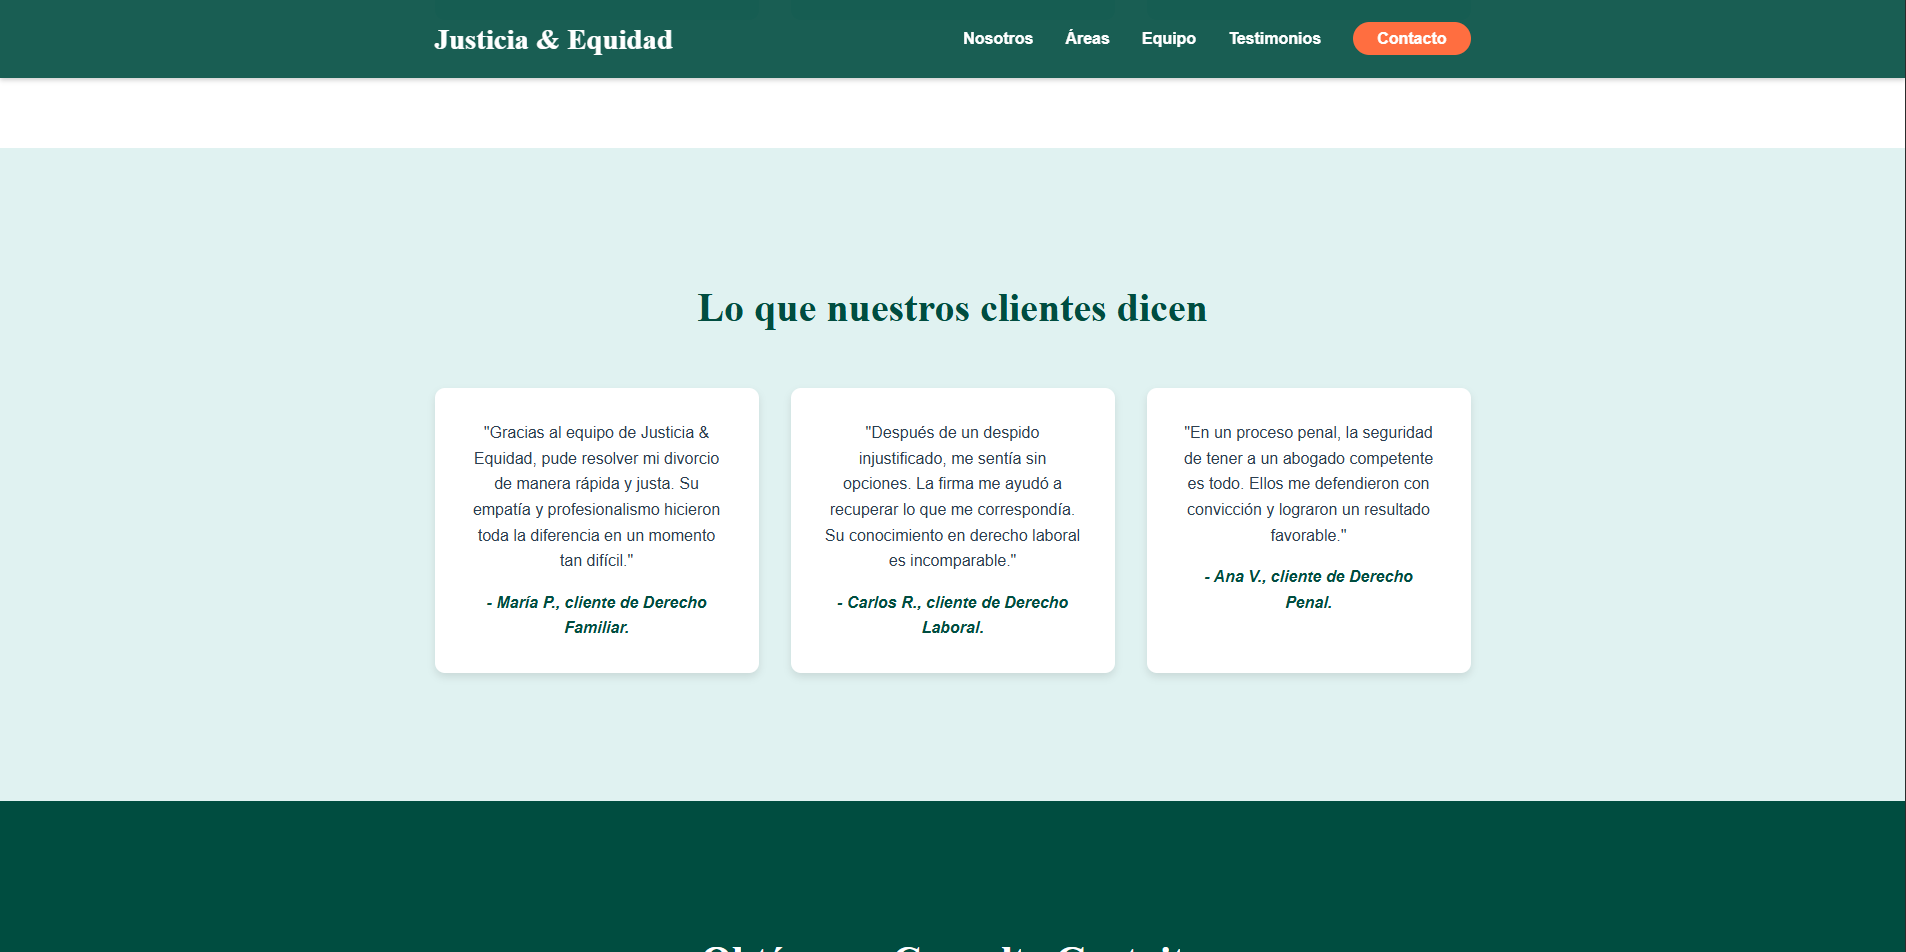 Justicia & Equidad
Nosotros
Áreas
Equipo
Testimonios
Contacto
Lo que nuestros clientes dicen
"Gracias al equipo de Justicia &
Equidad, pude resolver mi divorcio
de manera rápida y justa. Su
empatía y profesionalismo hicieron
toda la diferencia en un momento
tan difícil."
- María P., cliente de Derecho
Familiar.
"Después de un despido
injustificado, me sentía sin
opciones. La firma me ayudó a
recuperar lo que me correspondía.
Su conocimiento en derecho laboral
es incomparable."
- Carlos R., cliente de Derecho
Laboral.
"En un proceso penal, la seguridad
de tener a un abogado competente
es todo. Ellos me defendieron con
convicción y lograron un resultado
favorable."
- Ana V., cliente de Derecho
Penal.